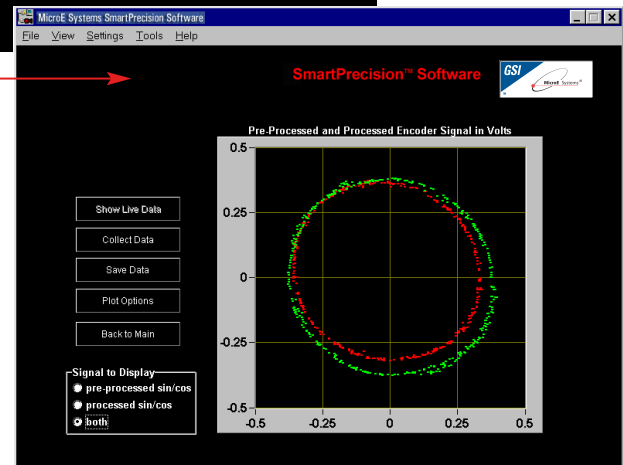 MicroE Systems SmartPrecision Software
File View Settings Tools Help
SmartPrecision™ Software
GSI
MicroE Systems
Pre-Processed and Processed Encoder Signal in Volts
0.5
0.25
0
-0.25
-0.5
-0.5 -0.25 0 0.25 0.5
Show Live Data
Collect Data
Save Data
Plot Options
Back to Main
Signal to Display
pre-processed sin/cos
processed sin/cos
both